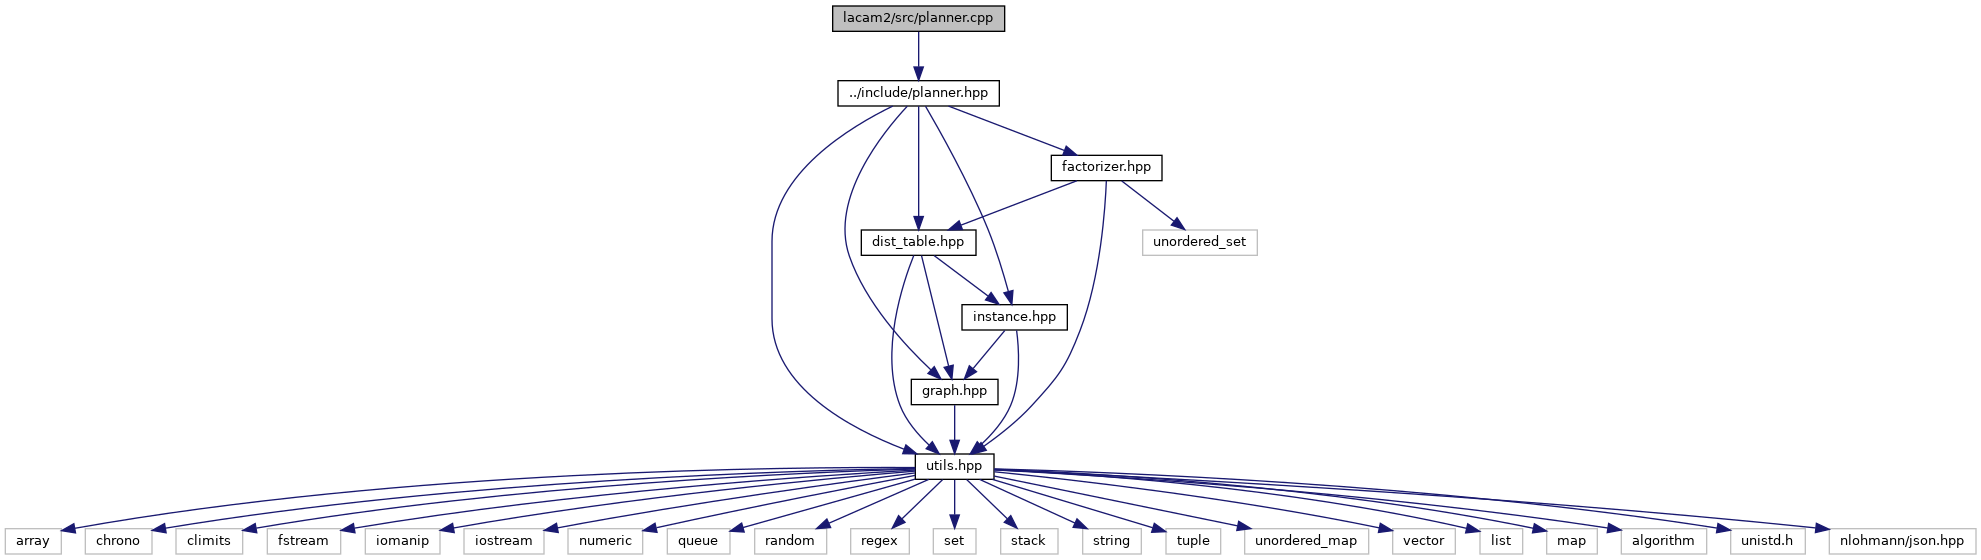 lacam2/src/planner.cpp
../include/planner.hpp
factorizer.hpp
dist_table.hpp
unordered_set
instance.hpp
graph.hpp
utils.hpp
array
chrono
climits
fstream
iomanip
iostream
numeric
queue
random
regex
set
stack
string
tuple
unordered_map
vector
list
map
algorithm
unistd.h
nlohmann/json.hpp